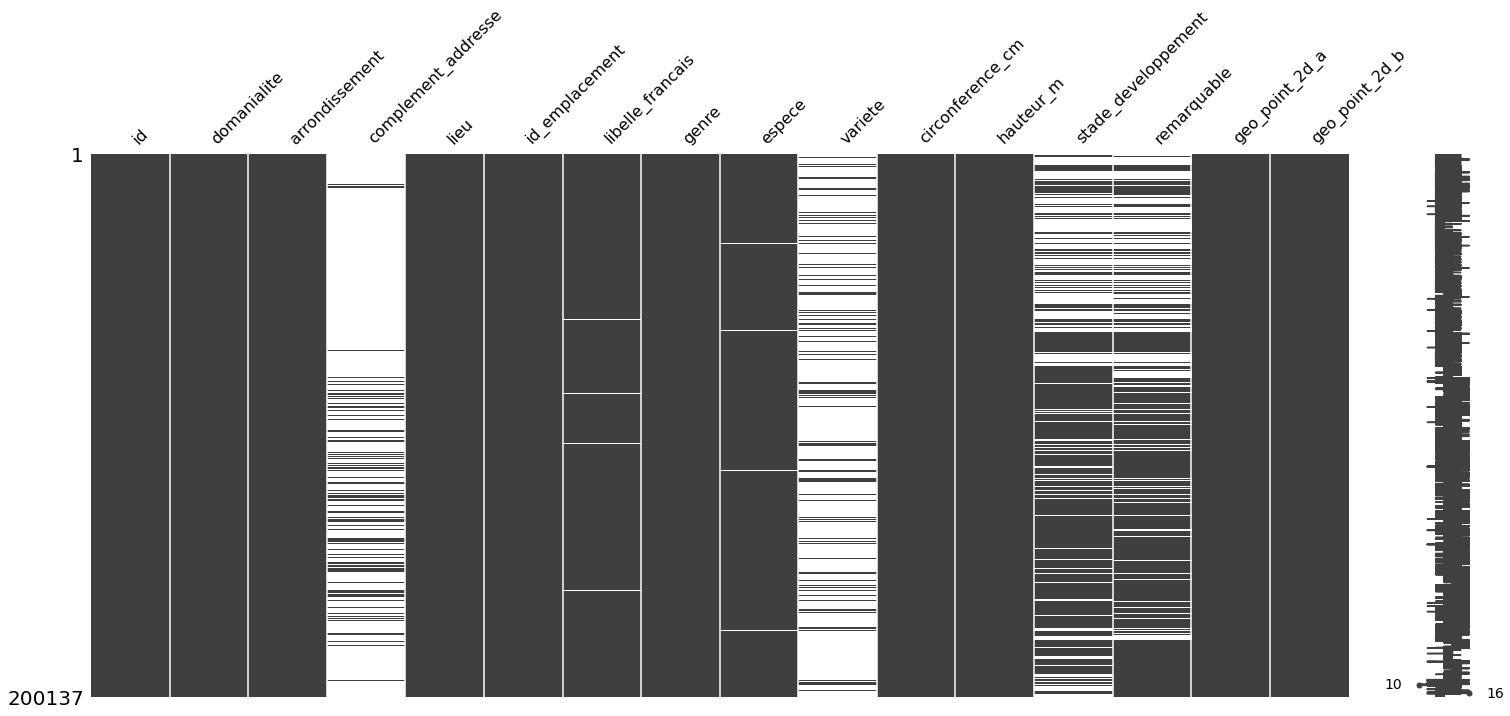 id
domanialite
arrondissement
complement_addresse
lieu
id_emplacement
libelle_francais
genre
espece
variete
circonference_cm
hauteur_m
stade_developpement
remarquable
geo_point_2d_a
geo_point_2d_b
1
200137
10
16